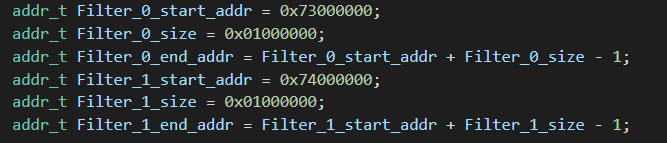 addr_t Filter_0_start_addr = 0x73000000;
addr_t Filter_0_size = 0x01000000;
addr_t Filter_0_end_addr = Filter_0_start_addr + Filter_0_size - 1;
addr_t Filter_1_start_addr = 0x74000000;
addr_t Filter_1_size = 0x01000000;
addr_t Filter_1_end_addr = Filter_1_start_addr + Filter_1_size - 1;